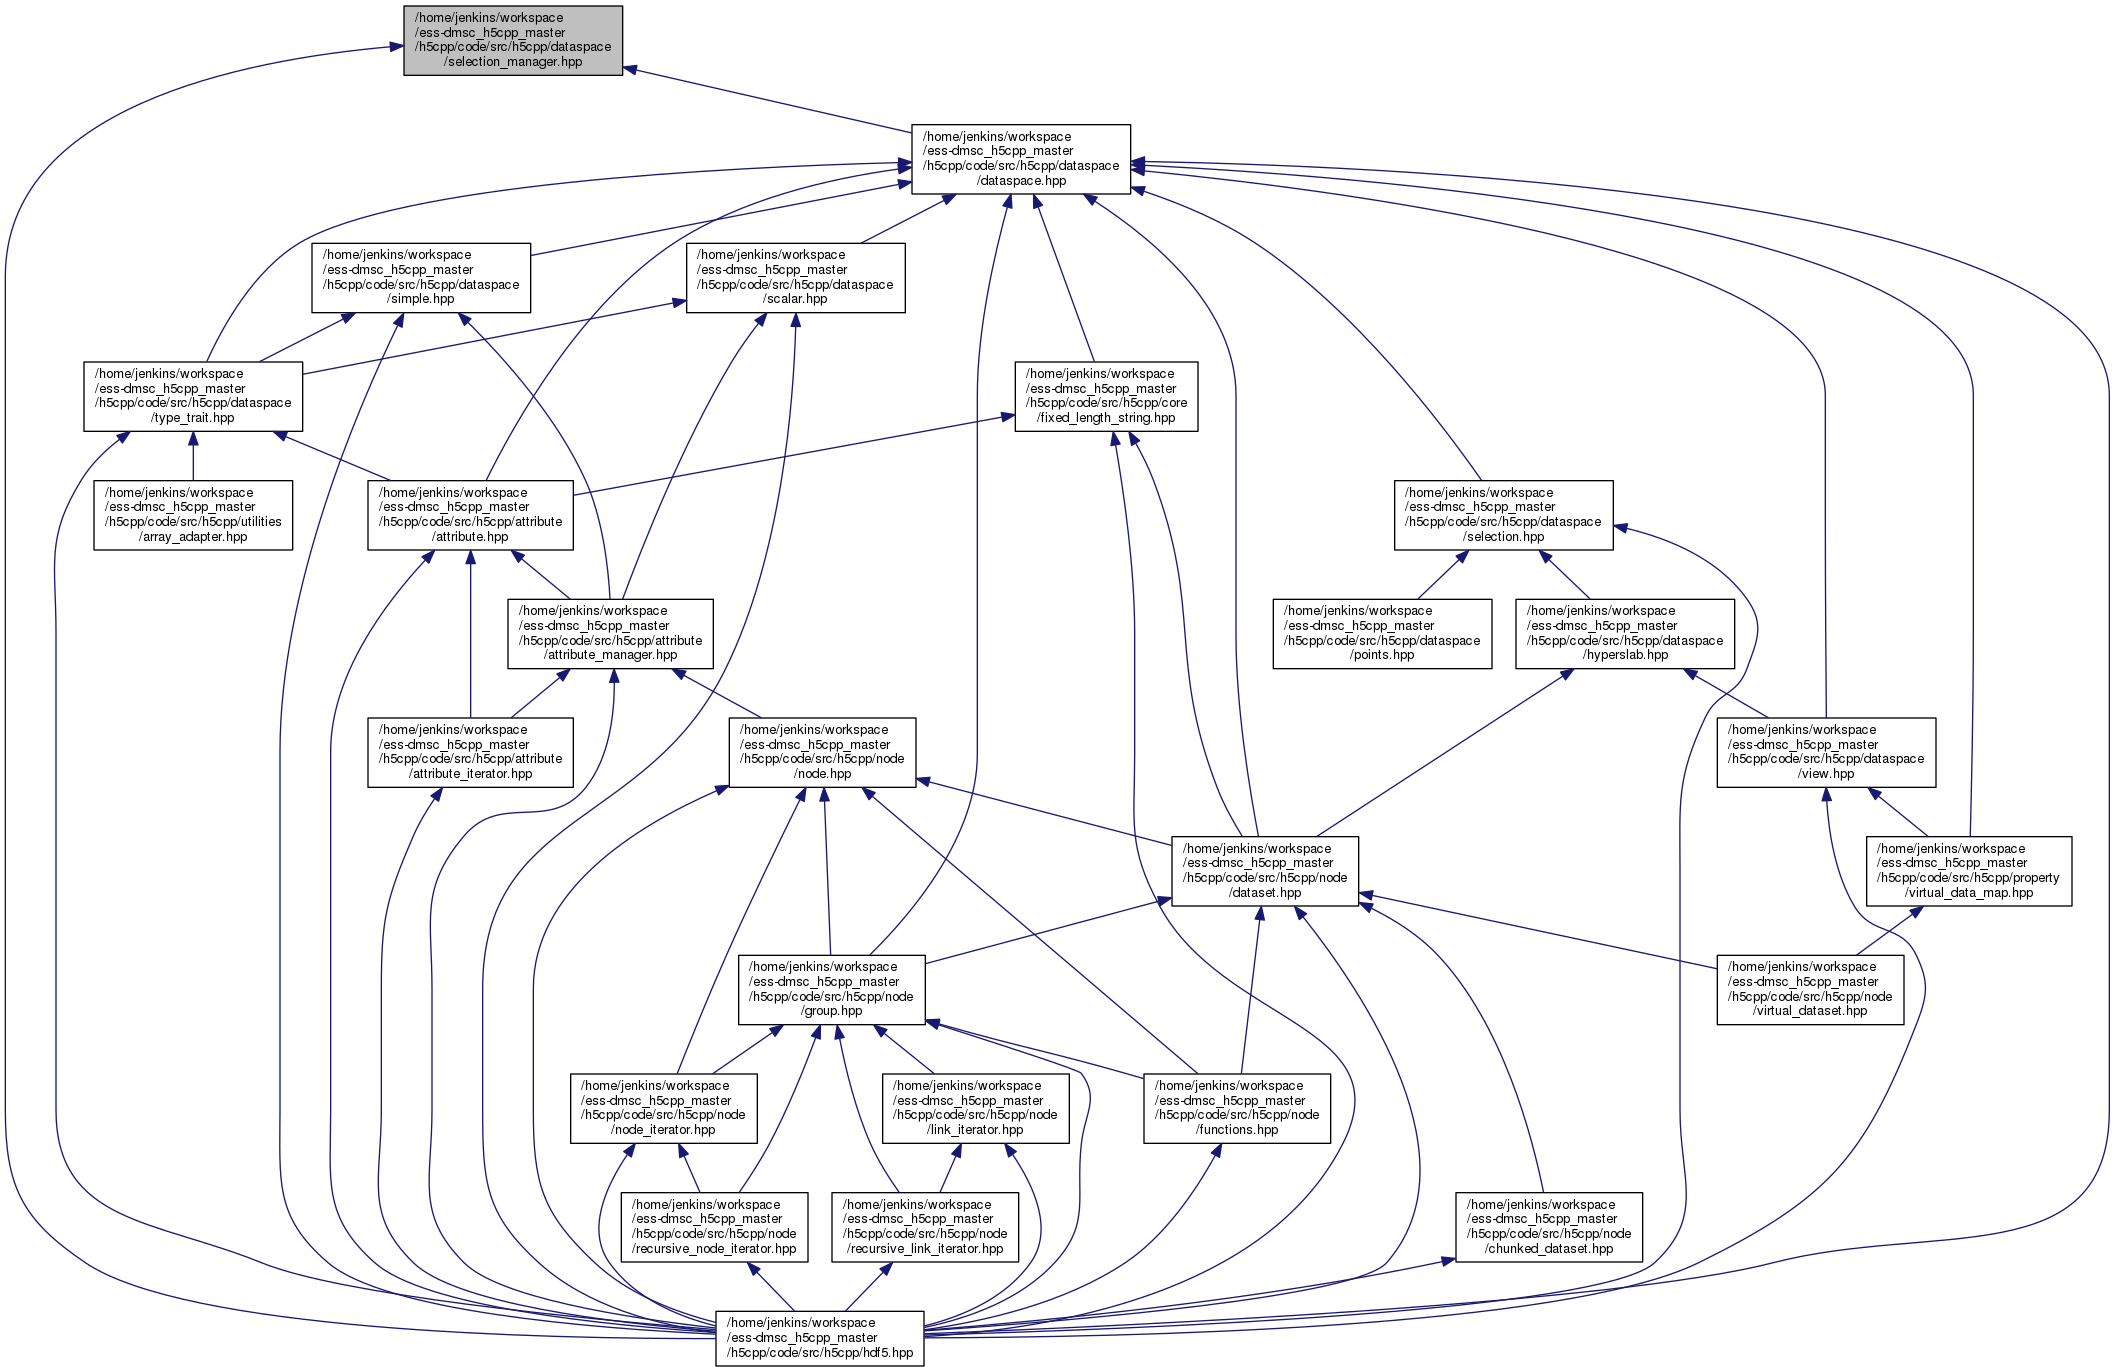 /home/jenkins/workspace
/ess-dmsc_h5cpp_master
/h5cpp/code/src/h5cpp/dataspace
/selection_manager.hpp
/home/jenkins/workspace
/ess-dmsc_h5cpp_master
/h5cpp/code/src/h5cpp/dataspace
/dataspace.hpp
/home/jenkins/workspace
/ess-dmsc_h5cpp_master
/h5cpp/code/src/h5cpp/dataspace
/simple.hpp
/home/jenkins/workspace
/ess-dmsc_h5cpp_master
/h5cpp/code/src/h5cpp/dataspace
/scalar.hpp
/home/jenkins/workspace
/ess-dmsc_h5cpp_master
/h5cpp/code/src/h5cpp/dataspace
/type_trait.hpp
/home/jenkins/workspace
/ess-dmsc_h5cpp_master
/h5cpp/code/src/h5cpp/core
/fixed_length_string.hpp
/home/jenkins/workspace
/ess-dmsc_h5cpp_master
/h5cpp/code/src/h5cpp/utilities
/array_adapter.hpp
/home/jenkins/workspace
/ess-dmsc_h5cpp_master
/h5cpp/code/src/h5cpp/attribute
/attribute.hpp
/home/jenkins/workspace
/ess-dmsc_h5cpp_master
/h5cpp/code/src/h5cpp/dataspace
/selection.hpp
/home/jenkins/workspace
/ess-dmsc_h5cpp_master
/h5cpp/code/src/h5cpp/attribute
/attribute_manager.hpp
/home/jenkins/workspace
/ess-dmsc_h5cpp_master
/h5cpp/code/src/h5cpp/dataspace
/points.hpp
/home/jenkins/workspace
/ess-dmsc_h5cpp_master
/h5cpp/code/src/h5cpp/dataspace
/hyperslab.hpp
/home/jenkins/workspace
/ess-dmsc_h5cpp_master
/h5cpp/code/src/h5cpp/attribute
/attribute_iterator.hpp
/home/jenkins/workspace
/ess-dmsc_h5cpp_master
/h5cpp/code/src/h5cpp/node
/node.hpp
/home/jenkins/workspace
/ess-dmsc_h5cpp_master
/h5cpp/code/src/h5cpp/dataspace
/view.hpp
/home/jenkins/workspace
/ess-dmsc_h5cpp_master
/h5cpp/code/src/h5cpp/node
/dataset.hpp
/home/jenkins/workspace
/ess-dmsc_h5cpp_master
/h5cpp/code/src/h5cpp/property
/virtual_data_map.hpp
/home/jenkins/workspace
/ess-dmsc_h5cpp_master
/h5cpp/code/src/h5cpp/node
/group.hpp
/home/jenkins/workspace
/ess-dmsc_h5cpp_master
/h5cpp/code/src/h5cpp/node
/virtual_dataset.hpp
/home/jenkins/workspace
/ess-dmsc_h5cpp_master
/h5cpp/code/src/h5cpp/node
/node_iterator.hpp
/home/jenkins/workspace
/ess-dmsc_h5cpp_master
/h5cpp/code/src/h5cpp/node
/link_iterator.hpp
/home/jenkins/workspace
/ess-dmsc_h5cpp_master
/h5cpp/code/src/h5cpp/node
/functions.hpp
/home/jenkins/workspace
/ess-dmsc_h5cpp_master
/h5cpp/code/src/h5cpp/node
/recursive_node_iterator.hpp
/home/jenkins/workspace
/ess-dmsc_h5cpp_master
/h5cpp/code/src/h5cpp/node
/recursive_link_iterator.hpp
/home/jenkins/workspace
/ess-dmsc_h5cpp_master
/h5cpp/code/src/h5cpp/node
/chunked_dataset.hpp
/home/jenkins/workspace
/ess-dmsc_h5cpp_master
/h5cpp/code/src/h5cpp/hdf5.hpp